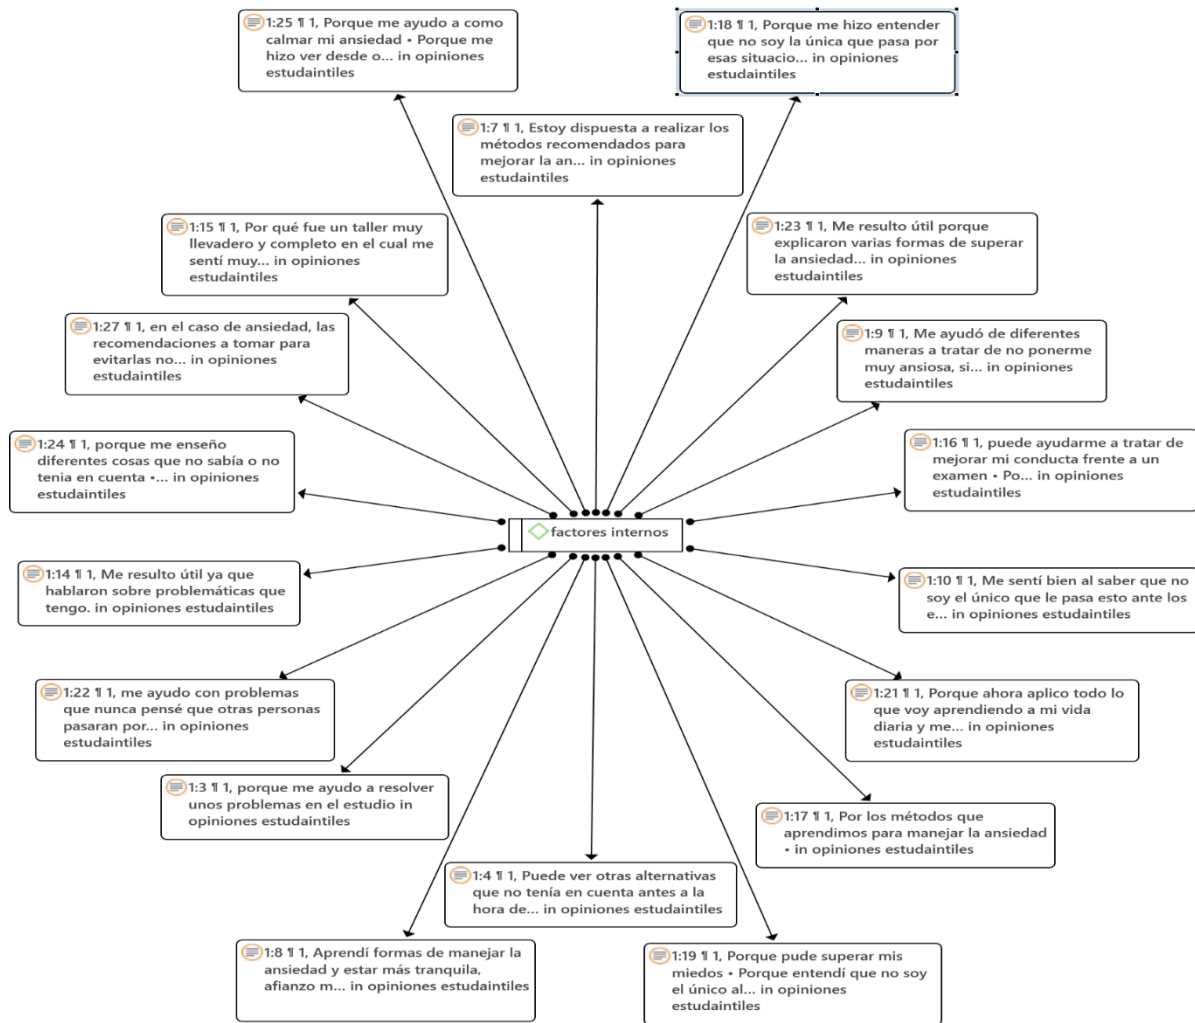 1:25 ¶ 1, Porque me ayudo a como
calmar mi ansiedad • Porque me
hizo ver desde o... in opiniones
estudaintiles
1:18 ¶ 1, Porque me hizo entender
que no soy la única que pasa por
esas situacio... in opiniones
estudaintiles
1:7 ¶ 1, Estoy dispuesta a realizar los
métodos recomendados para
mejorar la an... in opiniones
estudaintiles
1:15 ¶ 1, Por qué fue un taller muy
llevadero y completo en el cual me
sentí muy... in opiniones
estudaintiles
1:23 ¶ 1, Me resulto útil porque
explicaron varias formas de superar
la ansiedad... in opiniones
estudaintiles
1:27 ¶ 1, en el caso de ansiedad, las
recomendaciones a tomar para
evitarlas no... in opiniones
estudaintiles
1:9 ¶ 1, Me ayudó de diferentes
maneras a tratar de no ponerme
muy ansiosa, si... in opiniones
estudaintiles
1:24 ¶ 1, porque me enseño
diferentes cosas que no sabía o no
tenia en cuenta •... in opiniones
estudaintiles
1:16 ¶ 1, puede ayudarme a tratar de
mejorar mi conducta frente a un
examen • Po... in opiniones
estudaintiles
factores internos
1:14 ¶ 1, Me resulto útil ya que
hablaron sobre problemáticas que
tengo. in opiniones estudaintiles
1:10 ¶ 1, Me sentí bien al saber que no
soy el único que le pasa esto ante los
e... in opiniones estudaintiles
1:22 ¶ 1, me ayudo con problemas
que nunca pensé que otras personas
pasaran por... in opiniones
estudaintiles
1:21 ¶ 1, Porque ahora aplico todo lo
que voy aprendiendo a mi vida
diaria y me... in opiniones
estudaintiles
1:3 ¶ 1, porque me ayudo a resolver
unos problemas en el estudio in
opiniones estudaintiles
1:17 ¶ 1, Por los métodos que
aprendimos para manejar la ansiedad
• in opiniones estudaintiles
1:4 ¶ 1, Puede ver otras alternativas
que no tenía en cuenta antes a la
hora de... in opiniones estudaintiles
1:8 ¶ 1, Aprendí formas de manejar la
ansiedad y estar más tranquila,
afianzo m... in opiniones estudaintiles
1:19 ¶ 1, Porque pude superar mis
miedos • Porque entendí que no soy
el único al... in opiniones
estudaintiles